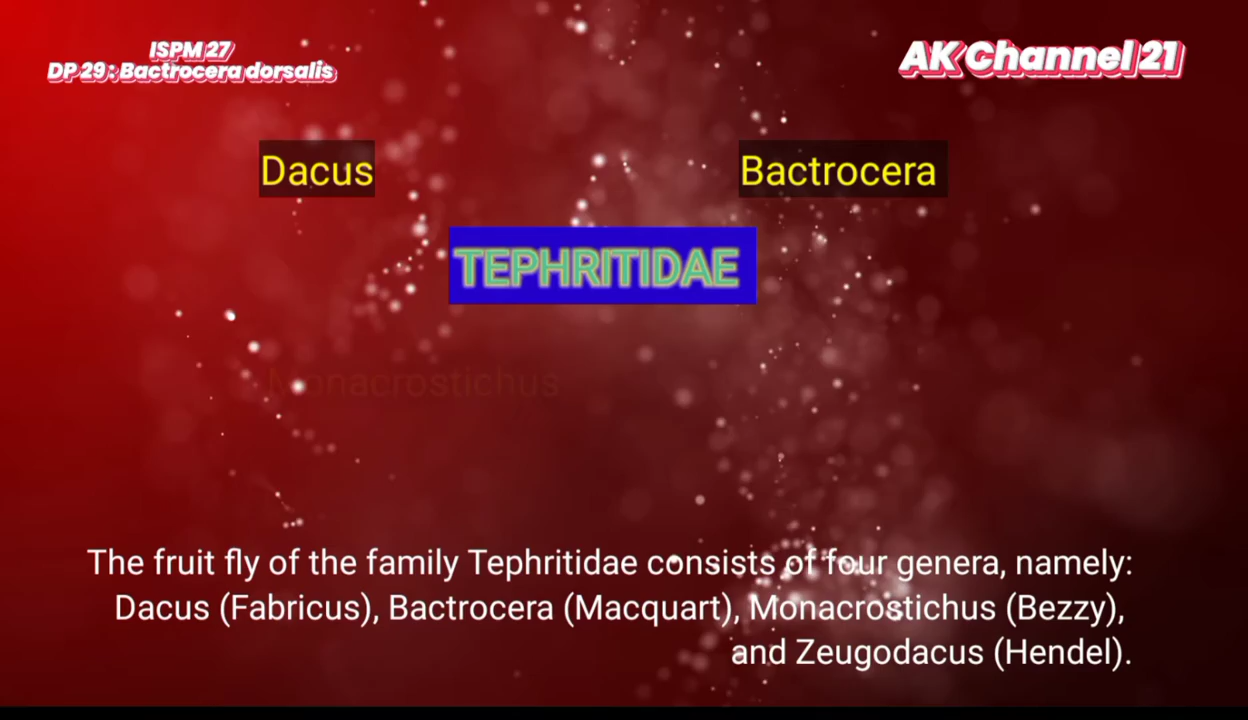 ISPM 27
DP 29 : Bactrocera dorsalis
AK Channel 21
Dacus
Bactrocera
TEPHRITIDAE
Monacrostichus
The fruit fly of the family Tephritidae consists of four genera, namely:
Dacus (Fabricus), Bactrocera (Macquart), Monacrostichus (Bezzy),
and Zeugodacus (Hendel).